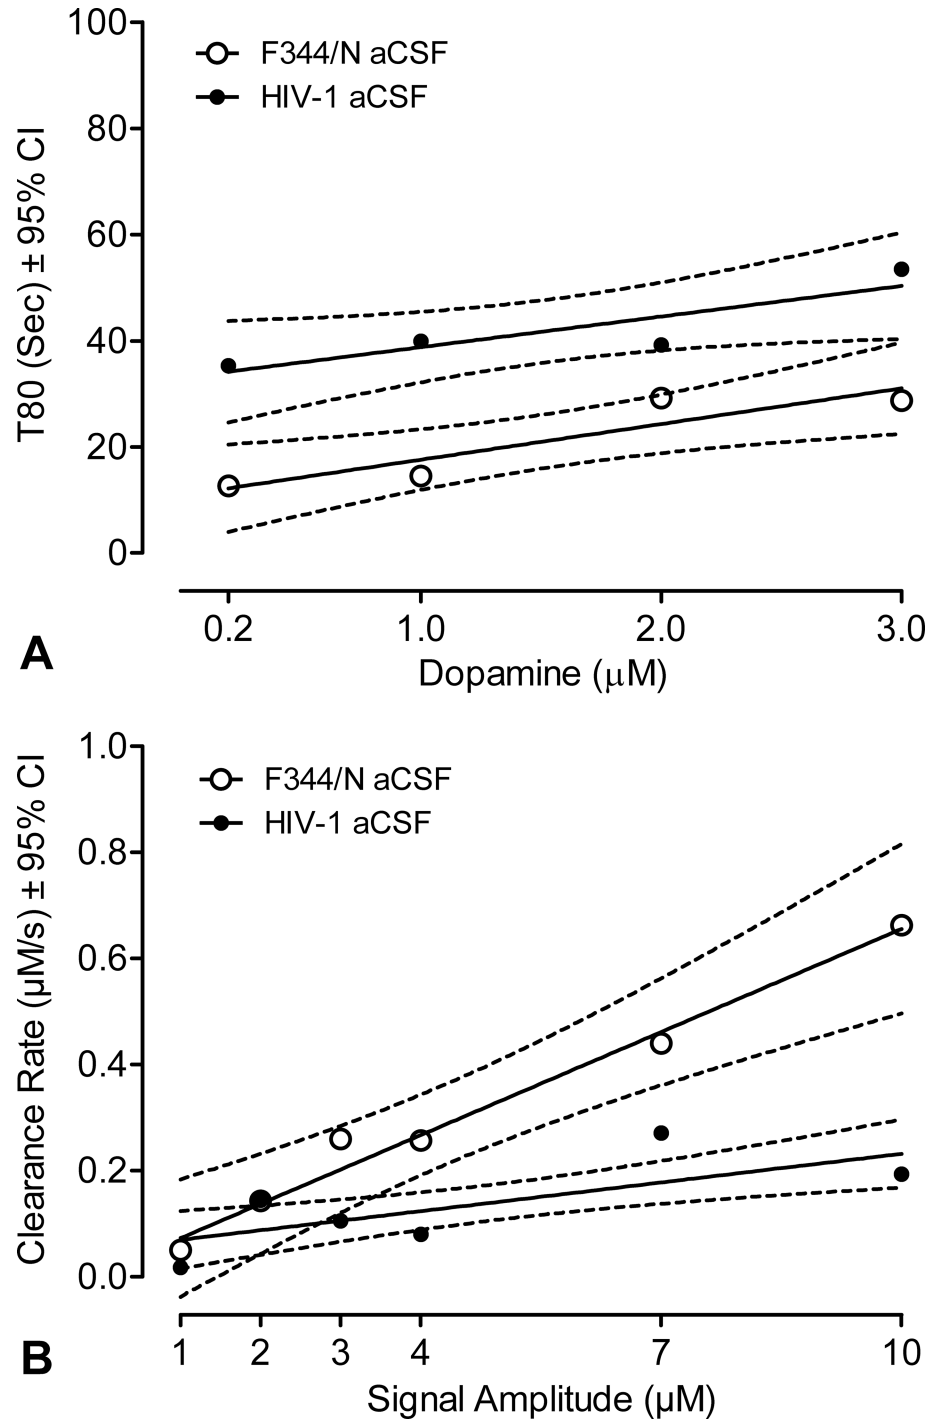 100
80
60
40
20
0
T80 (Sec) ± 95% CI
F344/N aCSF
HIV-1 aCSF
0.2 1.0 2.0 3.0
Dopamine (μM)
A
1.0
0.8
0.6
0.4
0.2
0.0
Clearance Rate (μM/s) ± 95% CI
F344/N aCSF
HIV-1 aCSF
1 2 3 4 7 10
Signal Amplitude (μM)
B